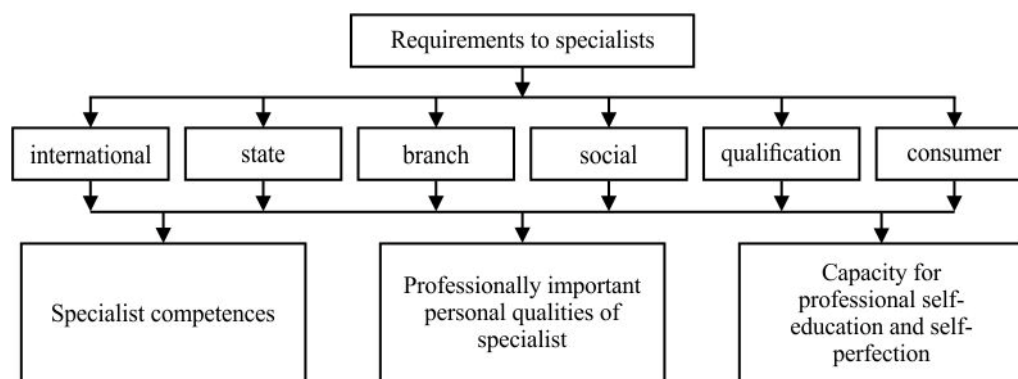 Requirements to specialists
international
state
branch
social
qualification
consumer
Specialist competences
Professionally important
personal qualities of
specialist
Capacity for
professional self-
education and self-
perfection